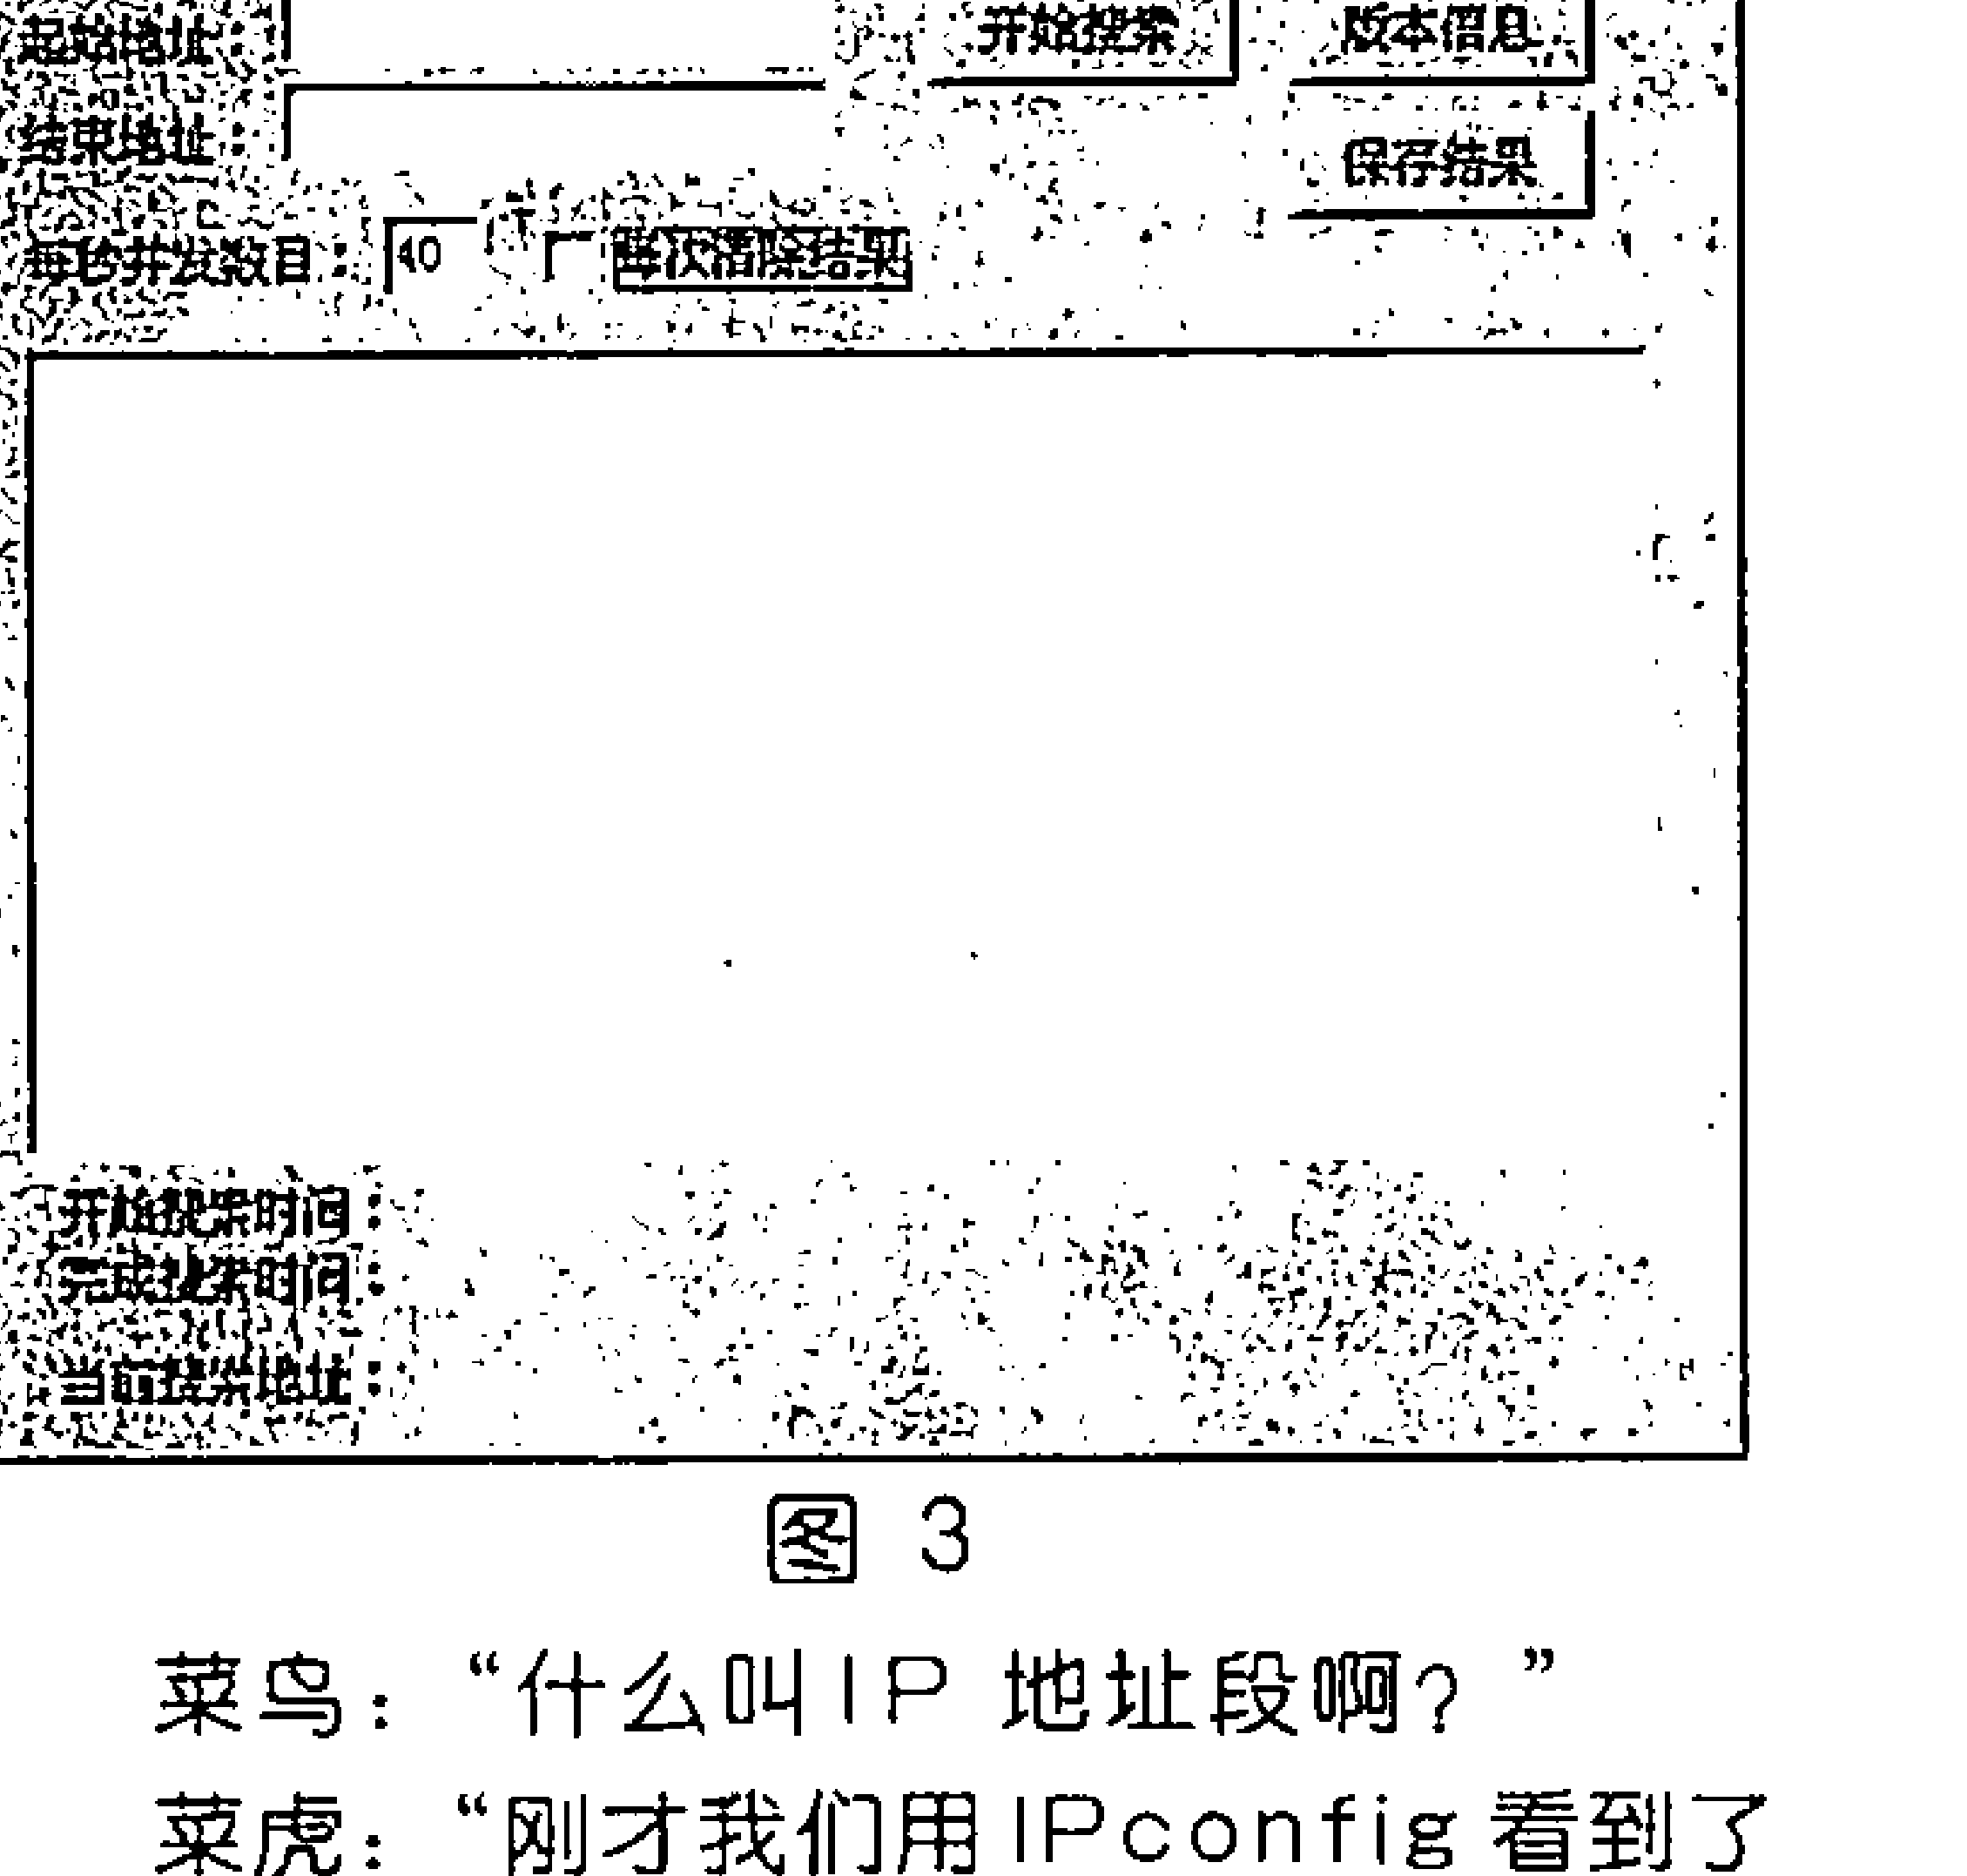 起始地址: 开始搜索 版本信息
结束地址: 保存结果
每秒并发数目: 40 每次清除结果
开始搜索时间:
完成搜索时间:
当前搜索地址:
图 3
菜鸟:“什么叫IP 地址段啊?”
菜虎:“刚才我们用IPconfig看到了